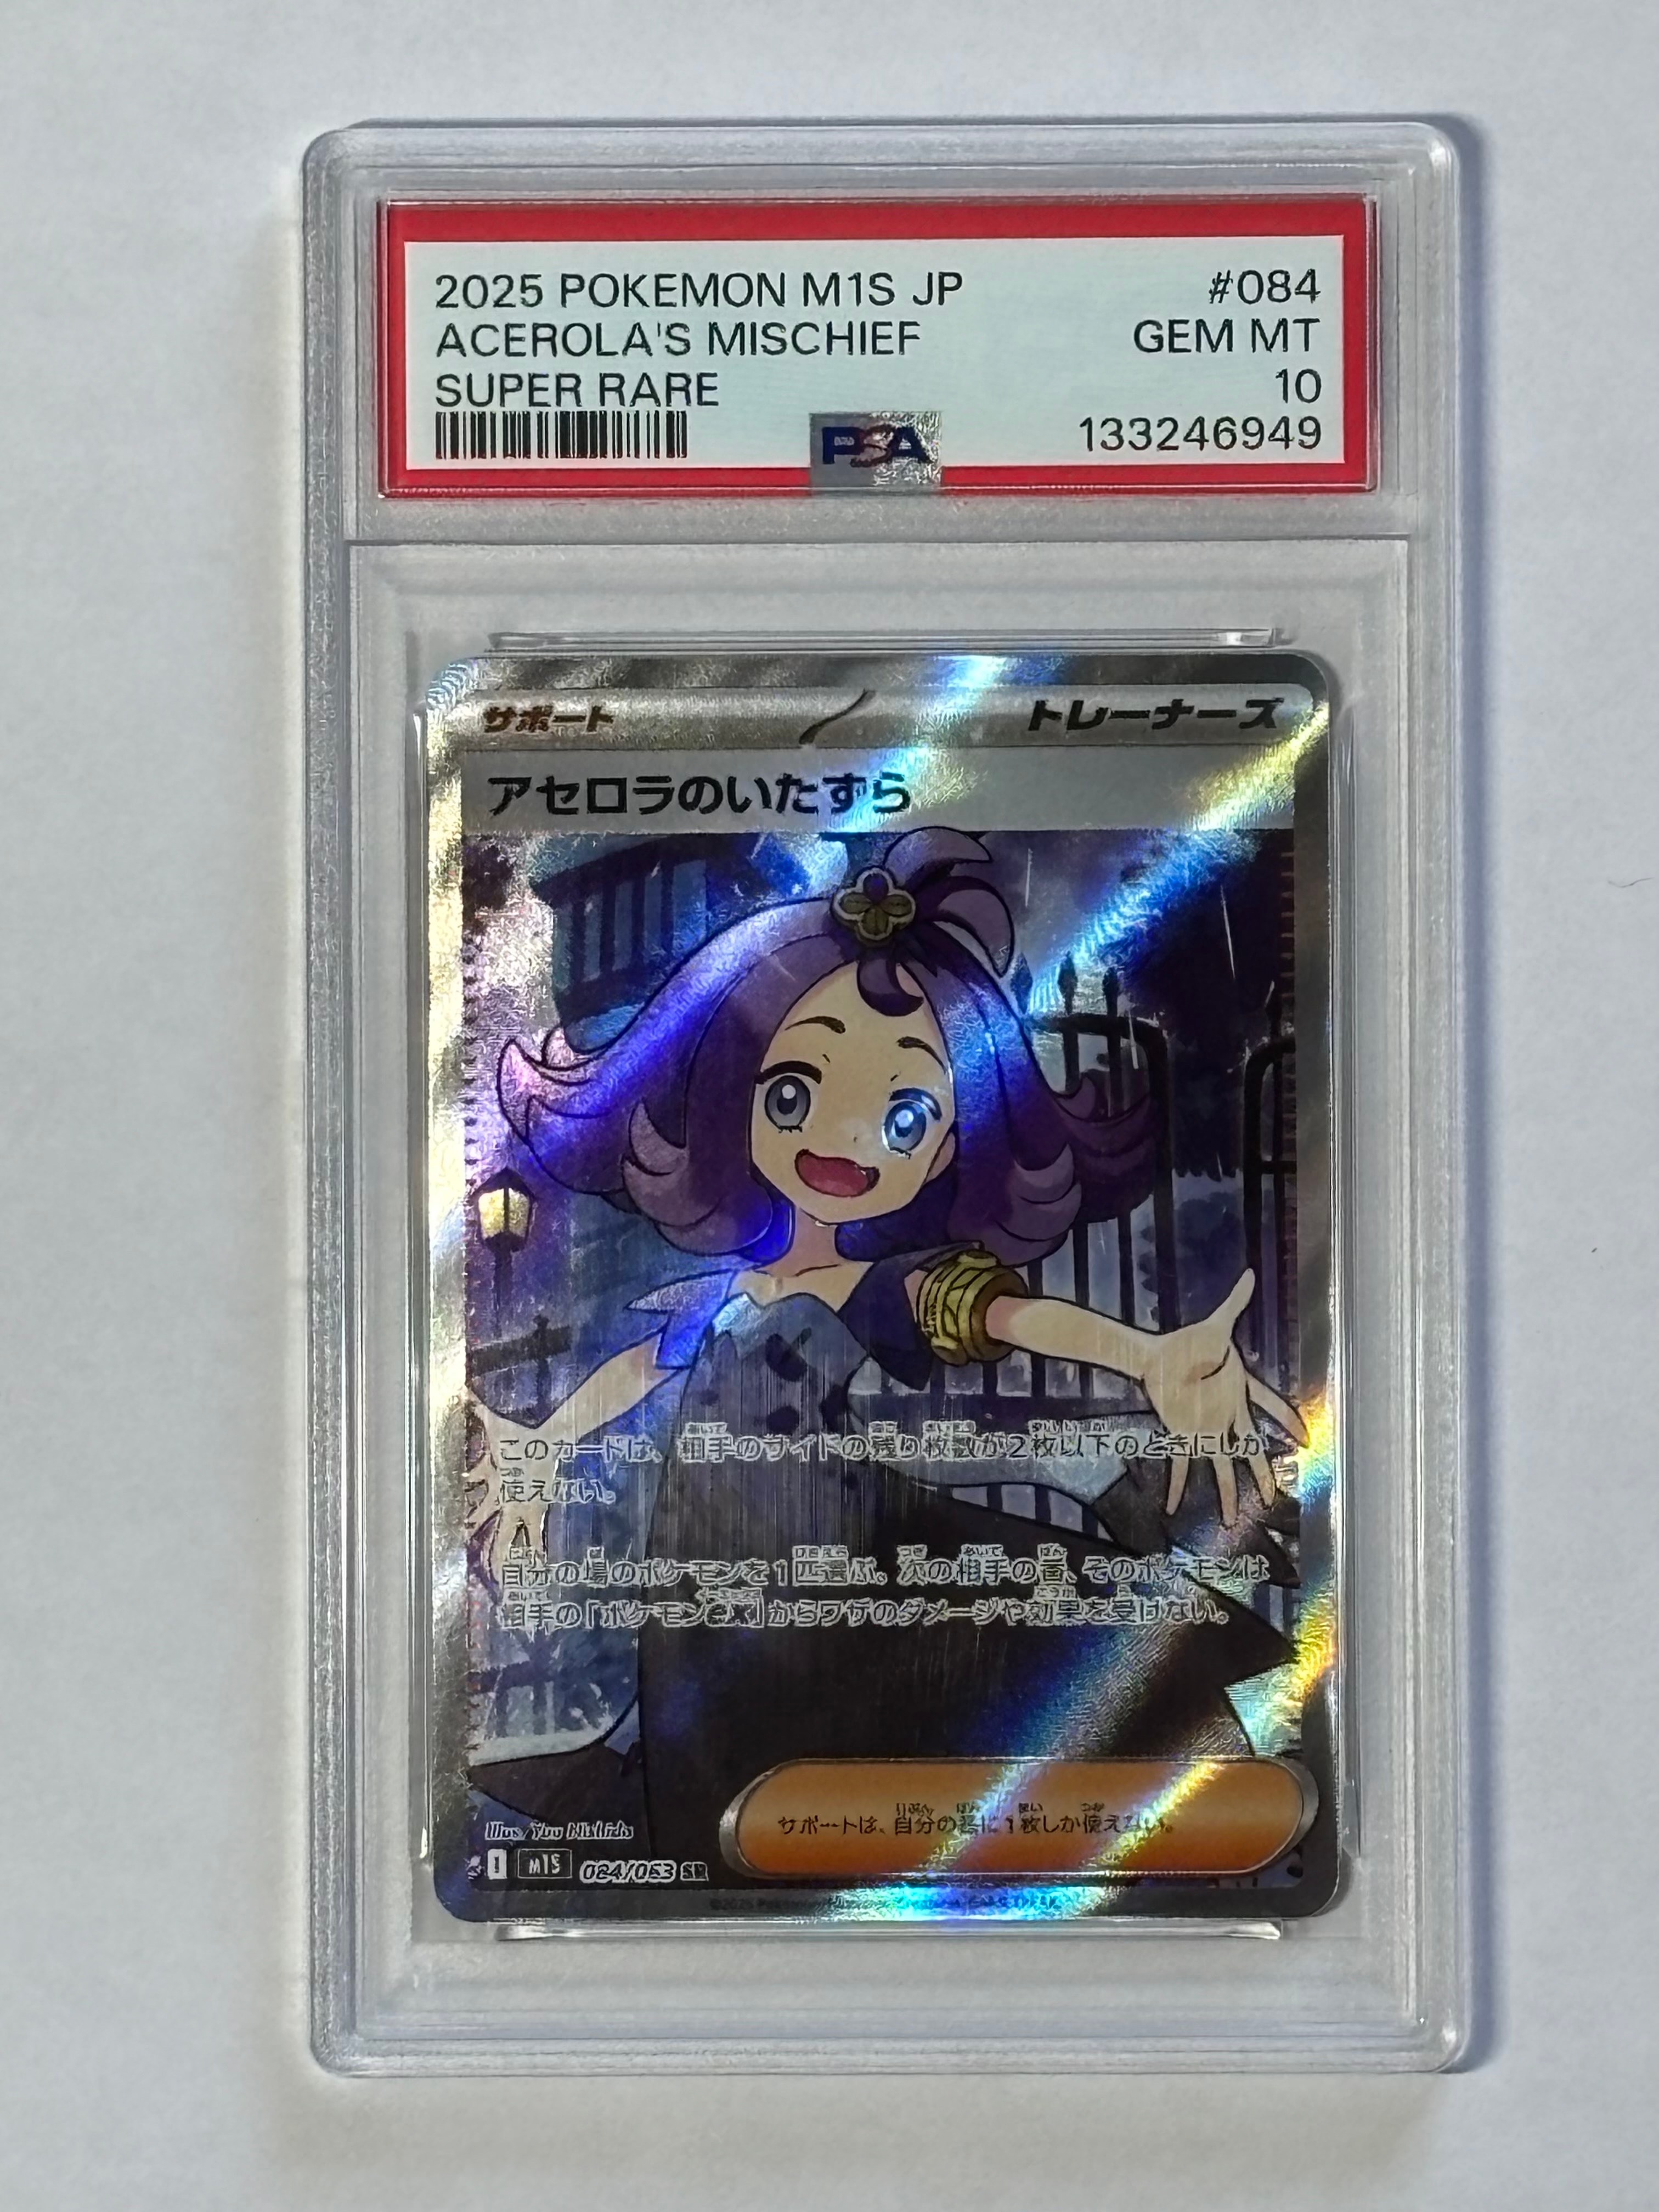 2025 POKEMON M1S JP #084
ACEROLA'S MISCHIEF GEM MT
SUPER RARE 10
PSA 133246949
サポート トレーナーズ
アセロラのいたずら
このカードは、相手のサイドの残り枚数が2枚以下のときにしか
使えない。
自分の場のポケモンを1匹選ぶ。次の相手の番、そのポケモンは
相手の「ポケモンex」からワザのダメージや効果を受けない。
サポートは、自分の番に1枚しか使えない。
Illus.
I M1S 084/063 SR